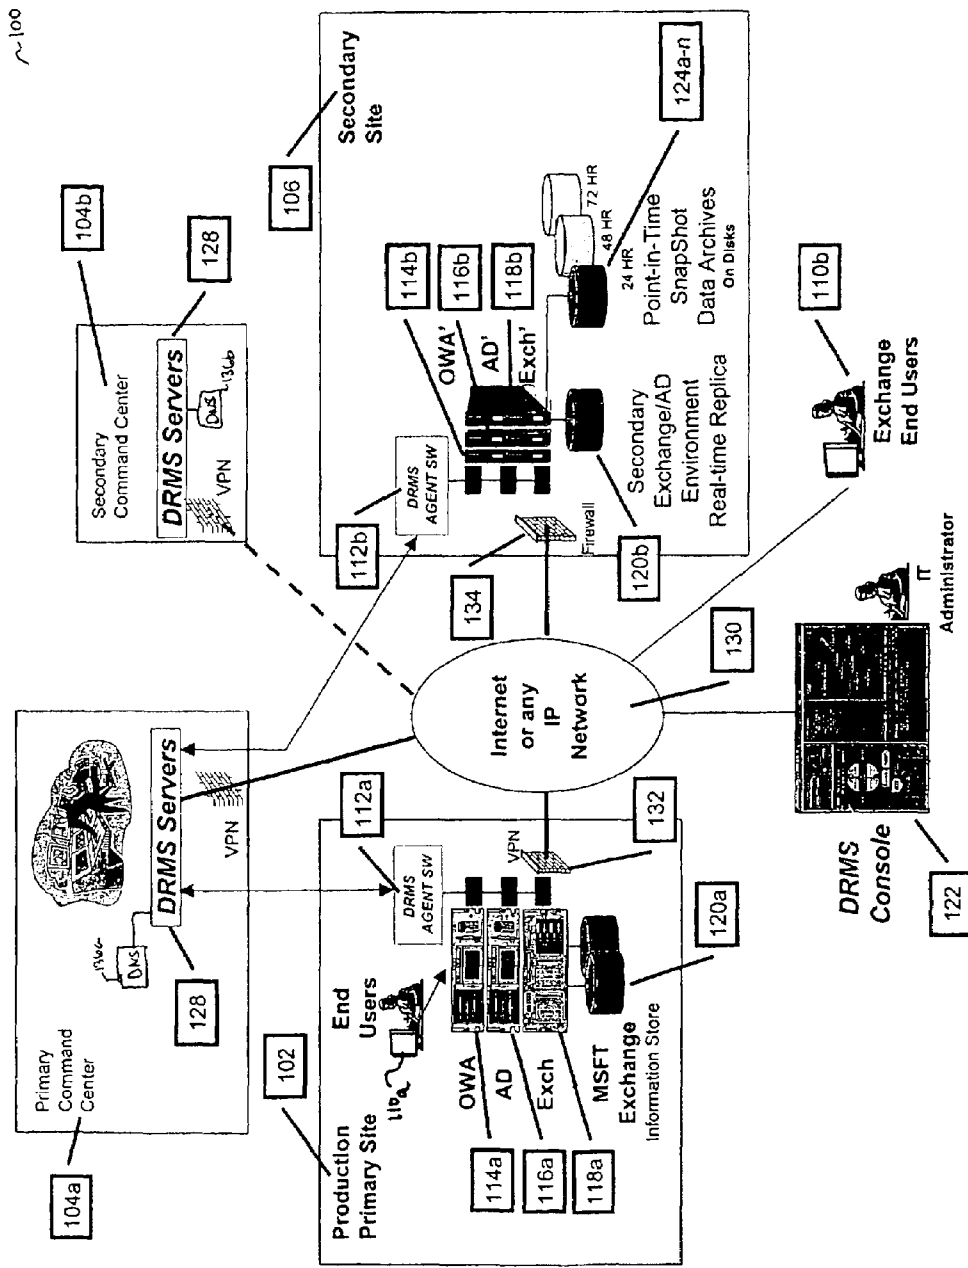 ~100
104a
Primary
Command
Center
DNS
136a
128
DRMS Servers
VPN
104b
Secondary
Command Center
128
DRMS Servers
DNS
136b
VPN
102
Production
Primary Site
End
Users
110a
112a
DRMS
AGENT SW
VPN
132
OWA
AD
Exch
114a
116a
118a
MSFT
Exchange
Information Store
120a
Internet
or any
IP
Network
130
106
Secondary
Site
112b
DRMS
AGENT SW
134
Firewall
114b
116b
118b
OWA'
AD'
Exch'
120b
Secondary
Exchange/AD
Environment
Real-time Replica
24 HR
48 HR
72 HR
Point-in-Time
SnapShot
Data Archives
On Disks
124a-n
110b
Exchange
End Users
DRMS
Console
122
IT
Administrator